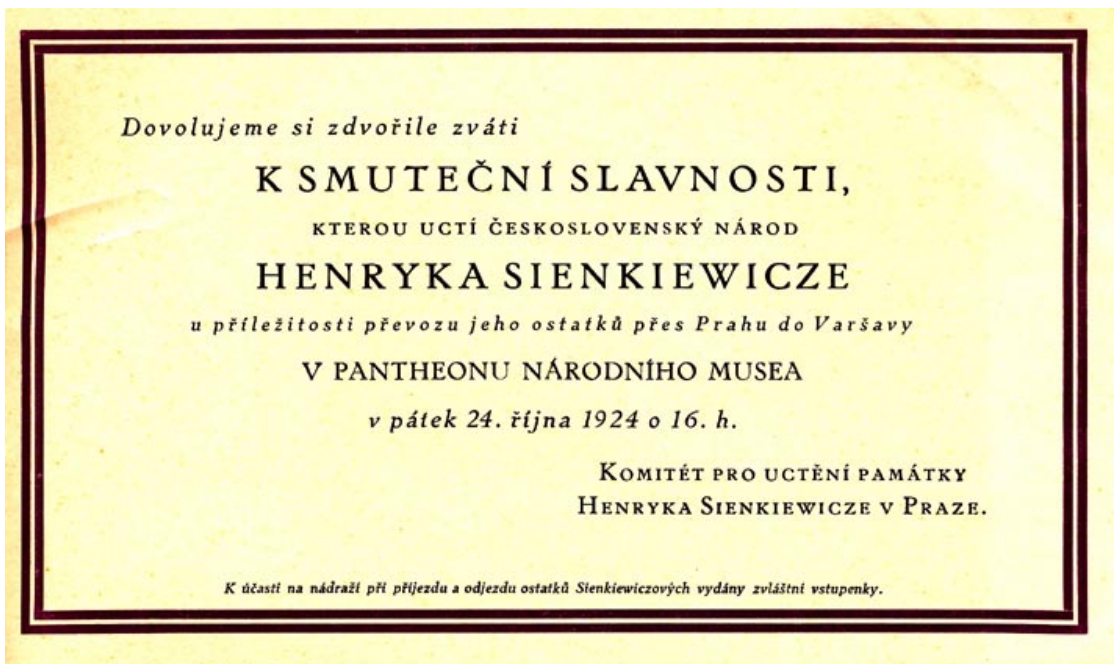 Dovolujeme si zdvořile zváti
K SMUTEČNÍ SLAVNOSTI,
KTEROU UCTÍ ČESKOSLOVENSKÝ NÁROD
HENRYKA SIENKIEWICZE
u příležitosti převozu jeho ostatků přes Prahu do Varšavy
V PANTHEONU NÁRODNÍHO MUSEA
v pátek 24. října 1924 o 16. h.
KOMITÉT PRO UCTĚNÍ PAMÁTKY
HENRYKA SIENKIEWICZE V PRAZE.
K účasti na nádraží při příjezdu a odjezdu ostatků Sienkiewiczových vydány zvláštní vstupenky.